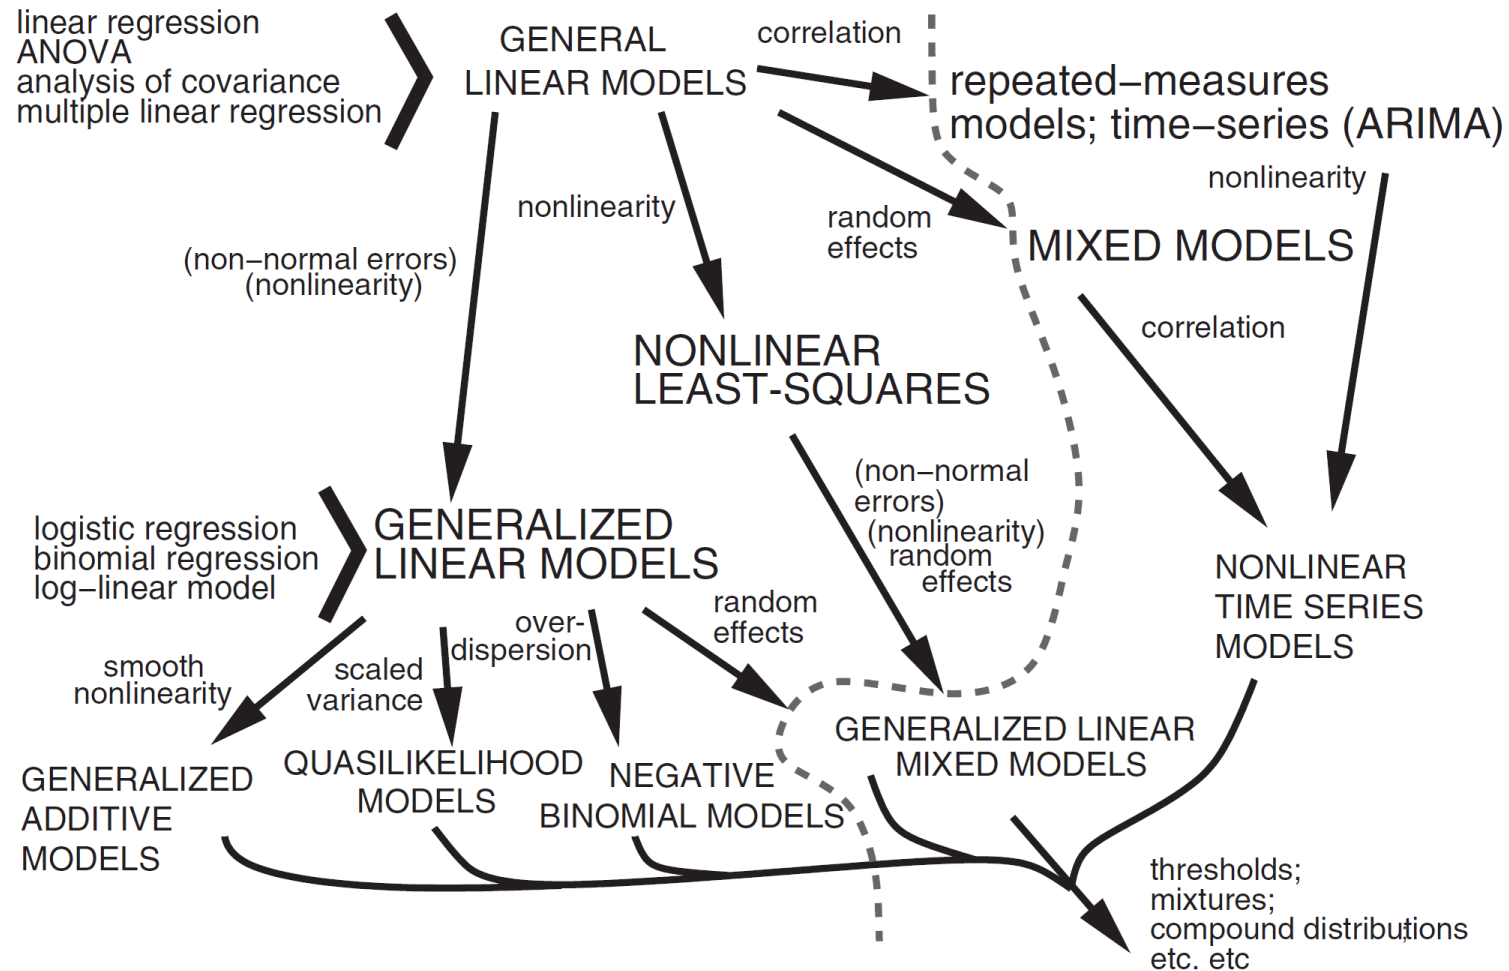 linear regression
ANOVA
analysis of covariance
multiple linear regression
GENERAL
LINEAR MODELS
correlation
repeated−measures
models; time−series (ARIMA)
nonlinearity
nonlinearity
random
effects
MIXED MODELS
(non−normal errors)
(nonlinearity)
correlation
NONLINEAR
LEAST-SQUARES
(non−normal
errors)
(nonlinearity)
random
effects
logistic regression
binomial regression
log−linear model
GENERALIZED
LINEAR MODELS
NONLINEAR
TIME SERIES
MODELS
random
effects
over-
dispersion
smooth
nonlinearity
scaled
variance
GENERALIZED LINEAR
MIXED MODELS
GENERALIZED
ADDITIVE
MODELS
QUASILIKELIHOOD
MODELS
NEGATIVE
BINOMIAL MODELS
thresholds;
mixtures;
compound distributions;
etc. etc